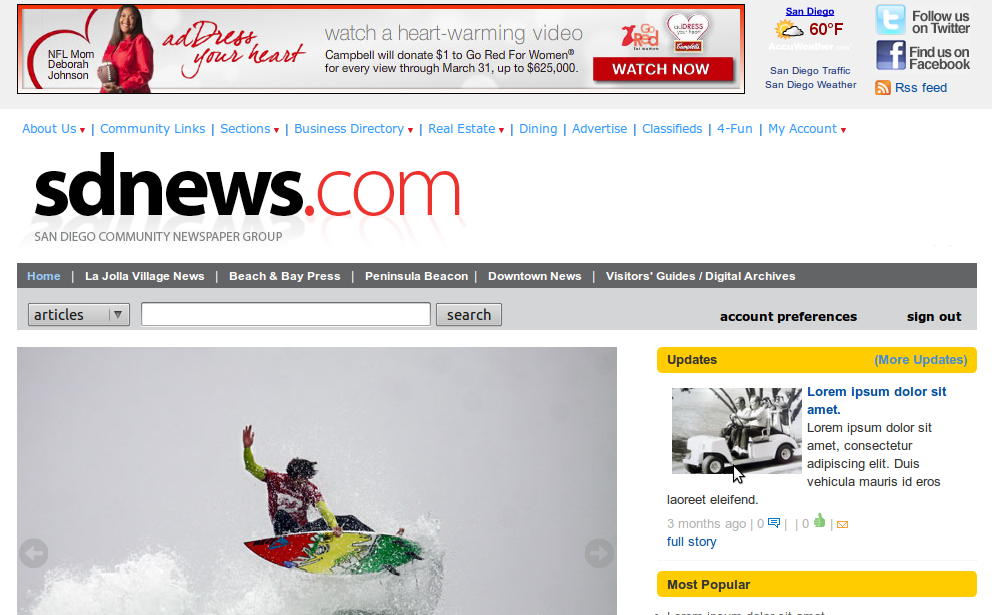 NFL Mom
Deborah
Johnson
adDress
your heart
watch a heart-warming video
Campbell will donate $1 to Go Red For Women®
for every view through March 31, up to $625,000.
Go
Red
for women
adDRESS
your heart
Campbell's
WATCH NOW
San Diego
60°F
AccuWeather.com
San Diego Traffic
San Diego Weather
Follow us
on Twitter
Find us on
Facebook
Rss feed
About Us | Community Links | Sections | Business Directory | Real Estate | Dining | Advertise | Classifieds | 4-Fun | My Account
sdnews.com
SAN DIEGO COMMUNITY NEWSPAPER GROUP
Home | La Jolla Village News | Beach & Bay Press | Peninsula Beacon | Downtown News | Visitors' Guides / Digital Archives
articles
search
account preferences
sign out
Updates
(More Updates)
Lorem ipsum dolor sit
amet.
Lorem ipsum dolor sit
amet, consectetur
adipiscing elit. Duis
vehicula mauris id eros
laoreet eleifend.
3 months ago | 0 | | 0 |
full story
Most Popular
Lorem ipsum dolor sit amet